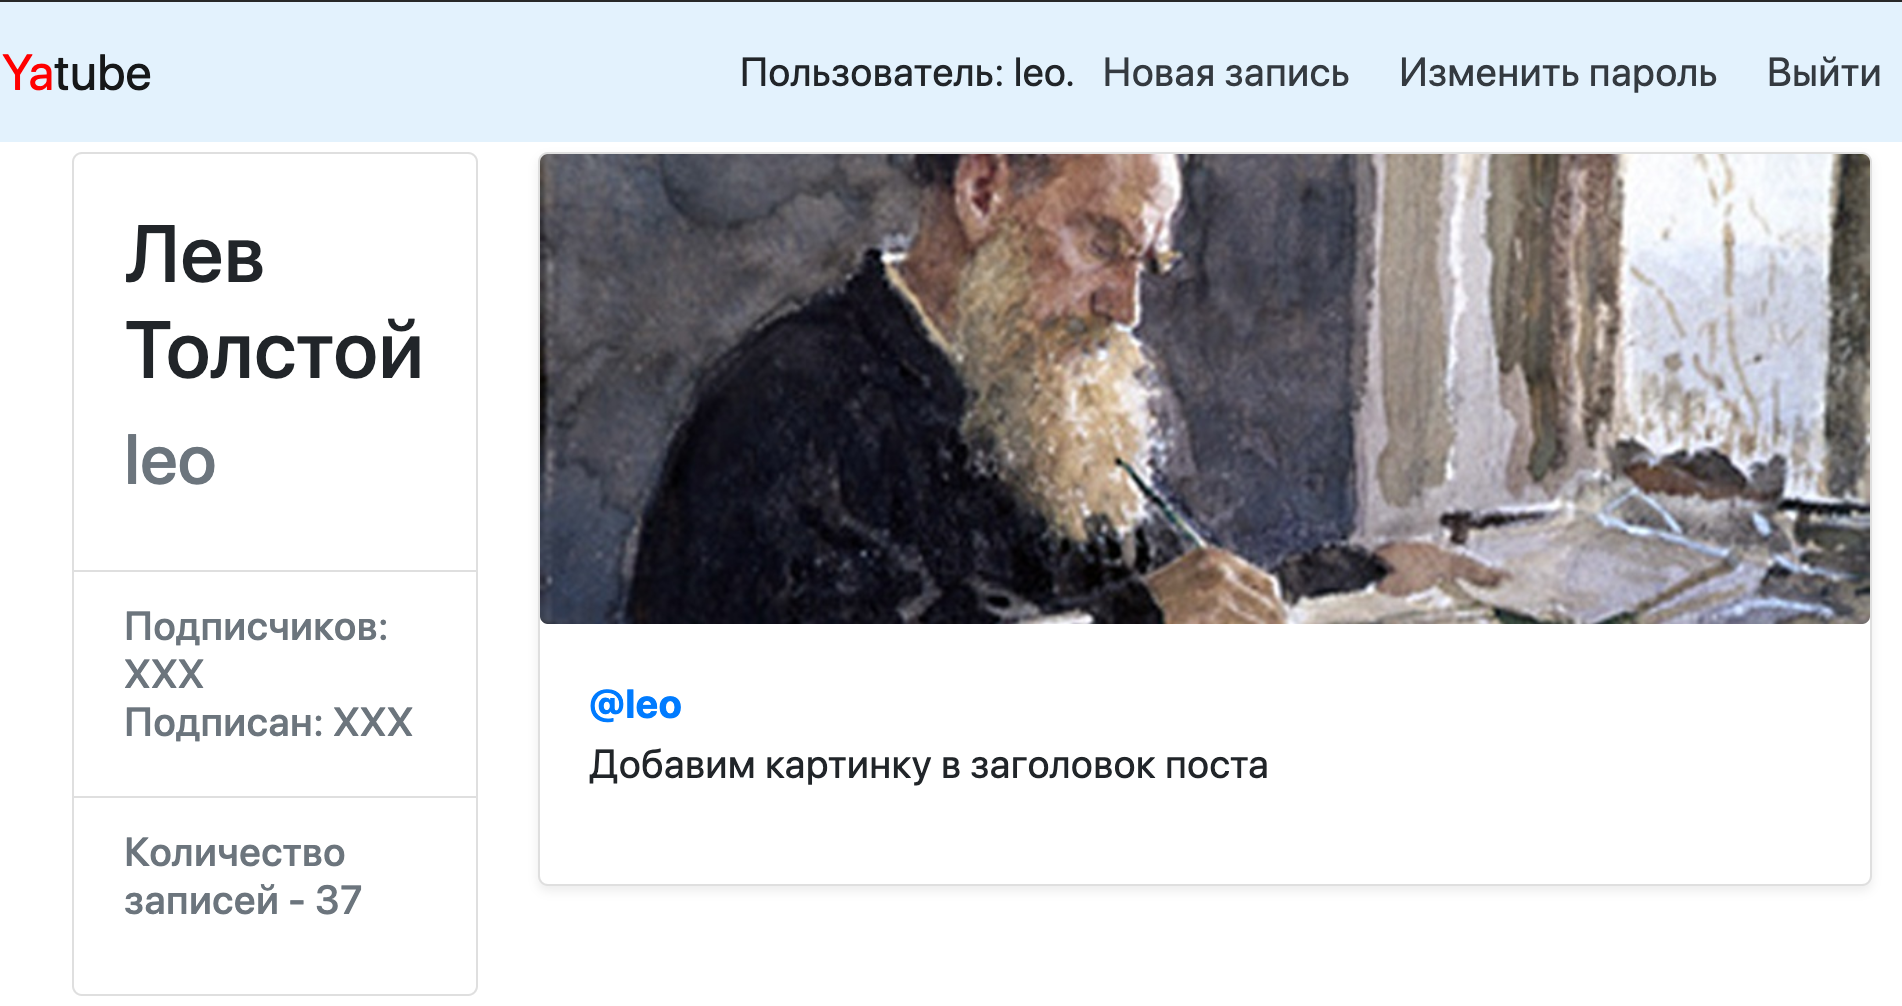 Yatube
Пользователь: leo. Новая запись Изменить пароль Выйти
Лев
Толстой
leo
Подписчиков:
XXX
Подписан: XXX
Количество
записей - 37
@leo
Добавим картинку в заголовок поста